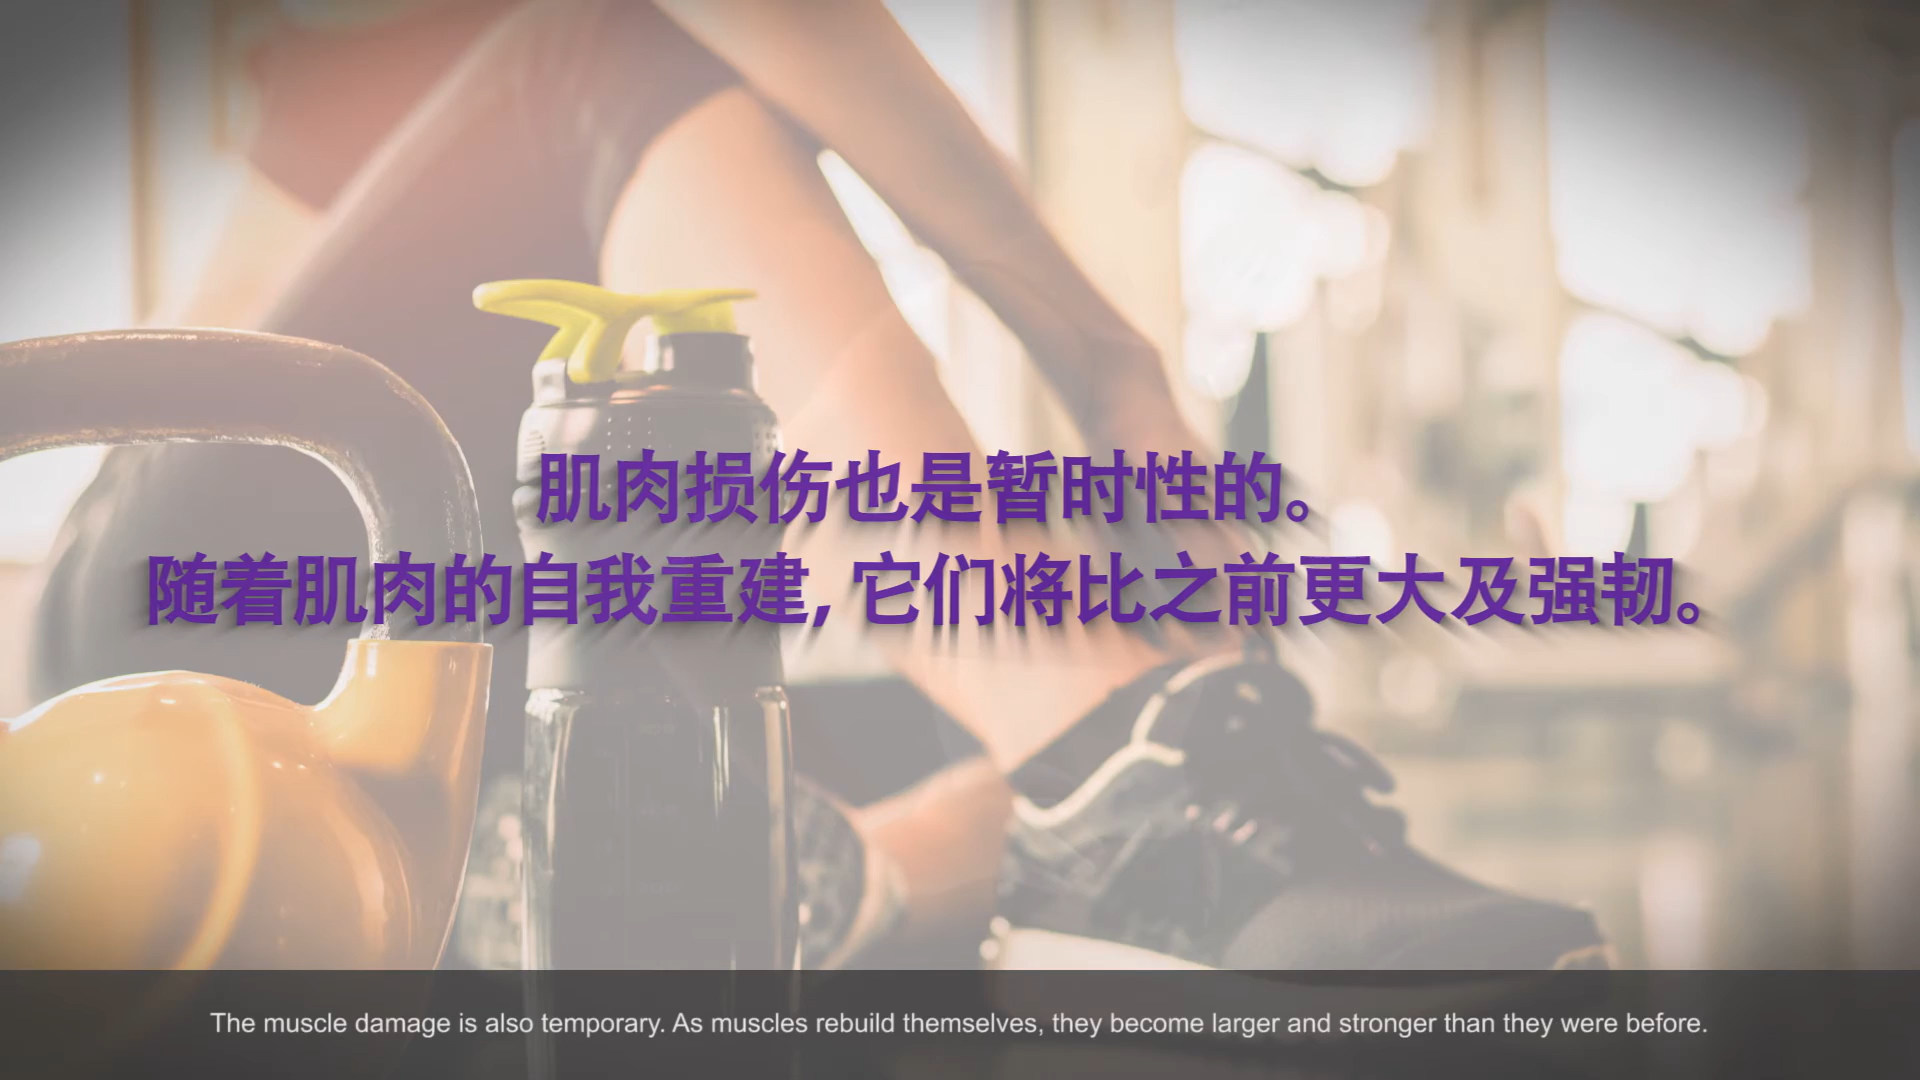 肌肉损伤也是暂时性的。
随着肌肉的自我重建, 它们将比之前更大及强韧。
The muscle damage is also temporary. As muscles rebuild themselves, they become larger and stronger than they were before.